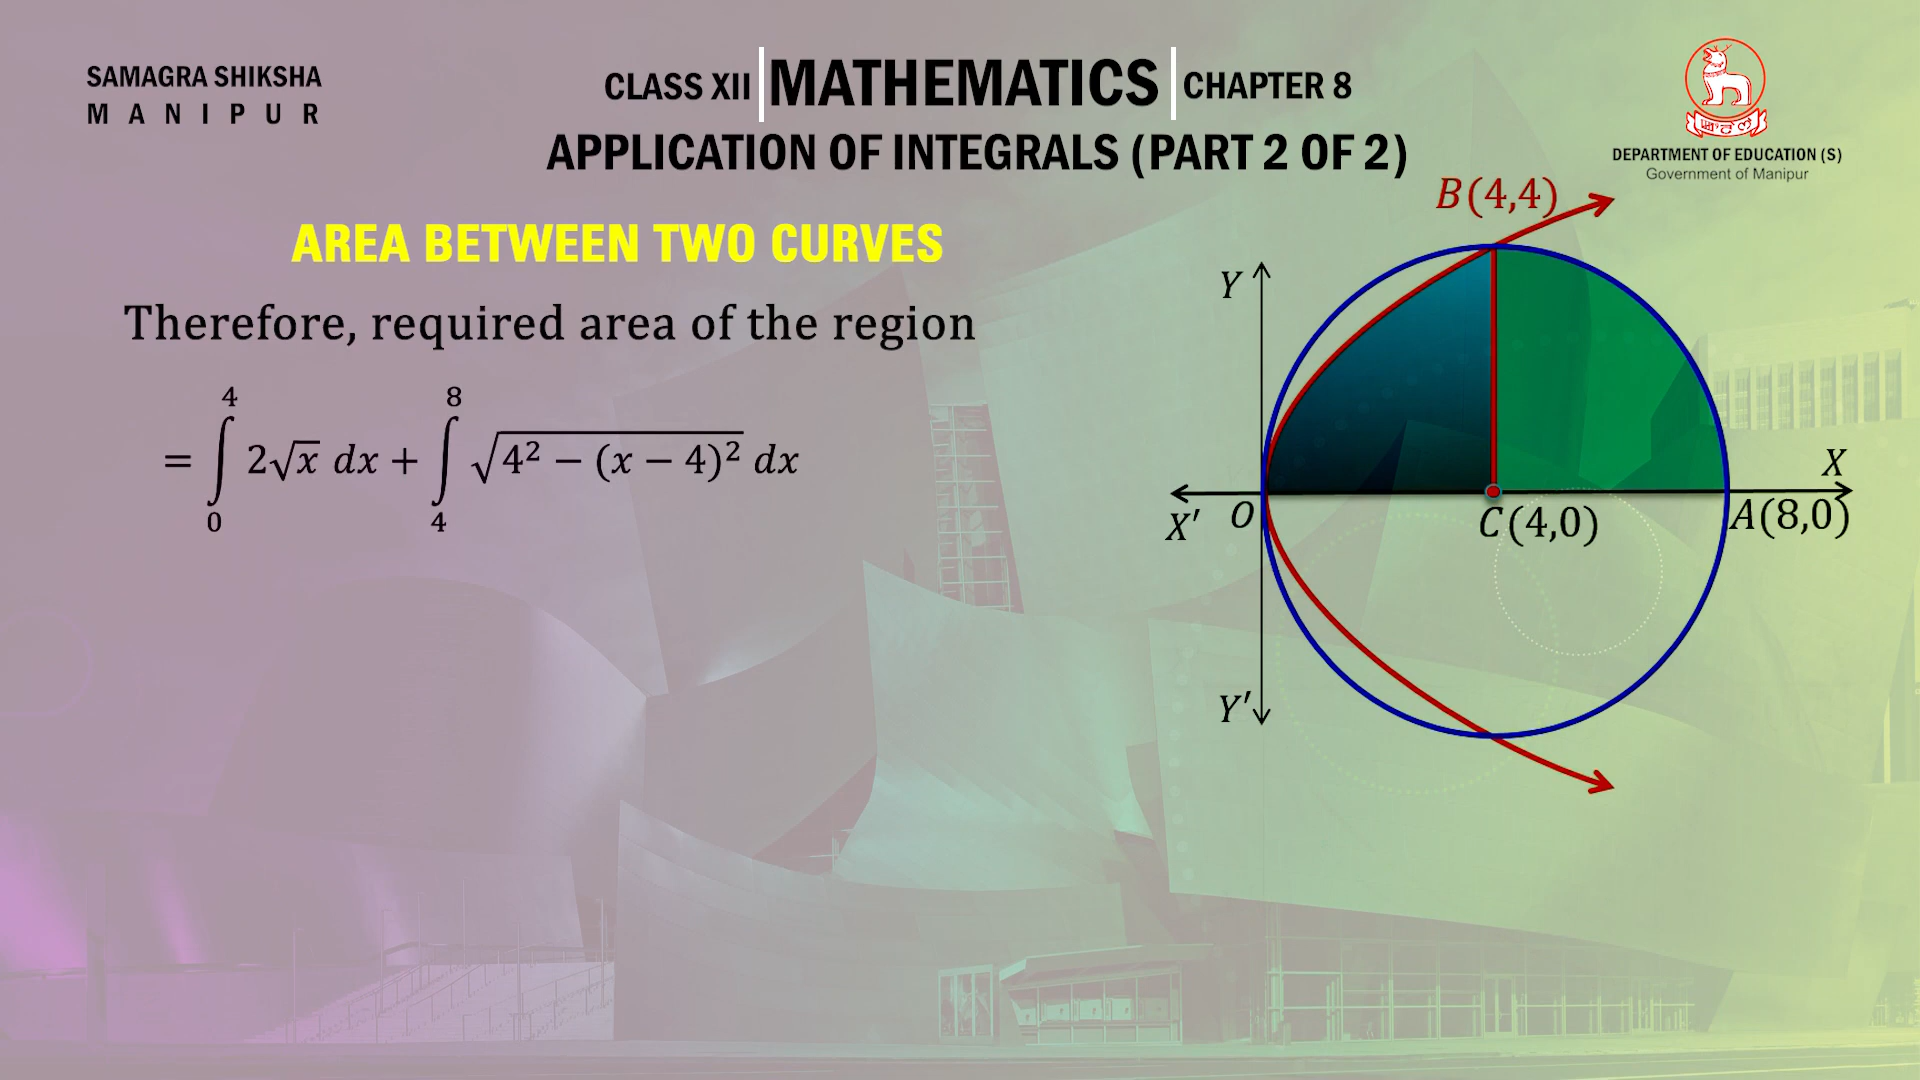 SAMAGRA SHIKSHA
MANIPUR
CLASS XII | MATHEMATICS | CHAPTER 8
APPLICATION OF INTEGRALS (PART 2 OF 2)
DEPARTMENT OF EDUCATION (S)
Government of Manipur
AREA BETWEEN TWO CURVES
Therefore, required area of the region
= ∫₀⁴ 2√x dx + ∫₄⁸ √(4² − (x − 4)²) dx
B(4,4)
Y
X
X′
O
C(4,0)
A(8,0)
Y′